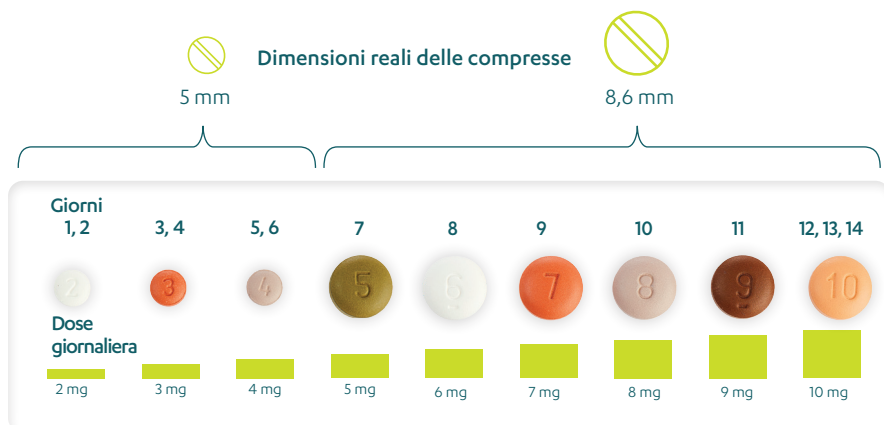 Dimensioni reali delle compresse
5 mm
8,6 mm
Giorni
1, 2
3, 4
5, 6
7
8
9
10
11
12, 13, 14
2
3
4
5
6
7
8
9
10
Dose
giornaliera
2 mg
3 mg
4 mg
5 mg
6 mg
7 mg
8 mg
9 mg
10 mg